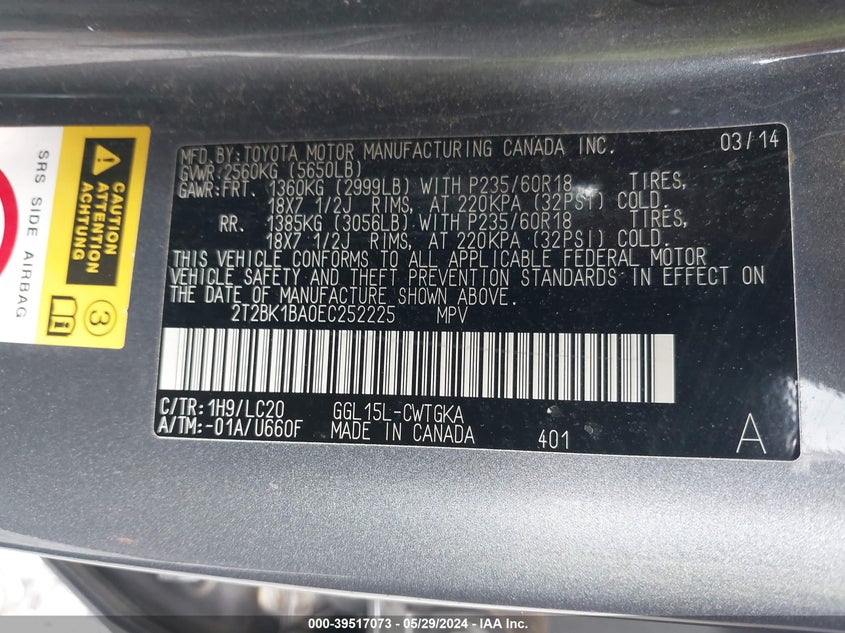 SRS SIDE AIRBAG
CAUTION
ATTENTION
ACHTUNG
3
MFD. BY: TOYOTA MOTOR MANUFACTURING CANADA INC. 03/14
GVWR: 2560KG (5650LB)
GAWR: FRT. 1360KG (2999LB) WITH P235/60R18 TIRES,
18X7 1/2J RIMS, AT 220KPA (32PSI) COLD.
RR. 1385KG (3056LB) WITH P235/60R18 TIRES,
18X7 1/2J RIMS, AT 220KPA (32PSI) COLD.
THIS VEHICLE CONFORMS TO ALL APPLICABLE FEDERAL MOTOR
VEHICLE SAFETY AND THEFT PREVENTION STANDARDS IN EFFECT ON
THE DATE OF MANUFACTURE SHOWN ABOVE.
2T2BK1BA0EC252225 MPV
C/TR: 1H9/LC20 GGL15L-CWTGKA
A/TM:-01A/U660F MADE IN CANADA 401 A
000-39517073 - 05/29/2024 - IAA Inc.